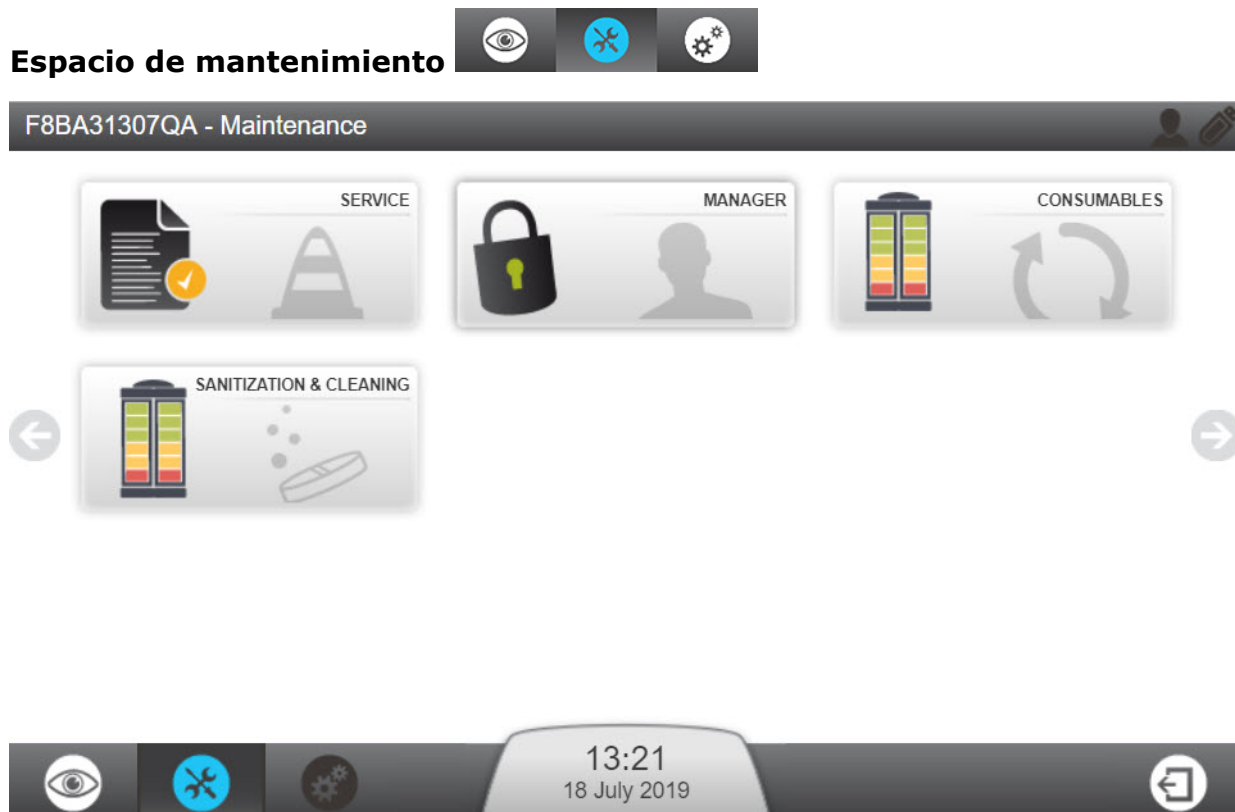 Espacio de mantenimiento
F8BA31307QA - Maintenance
SERVICE
MANAGER
CONSUMABLES
SANITIZATION & CLEANING
13:21
18 July 2019